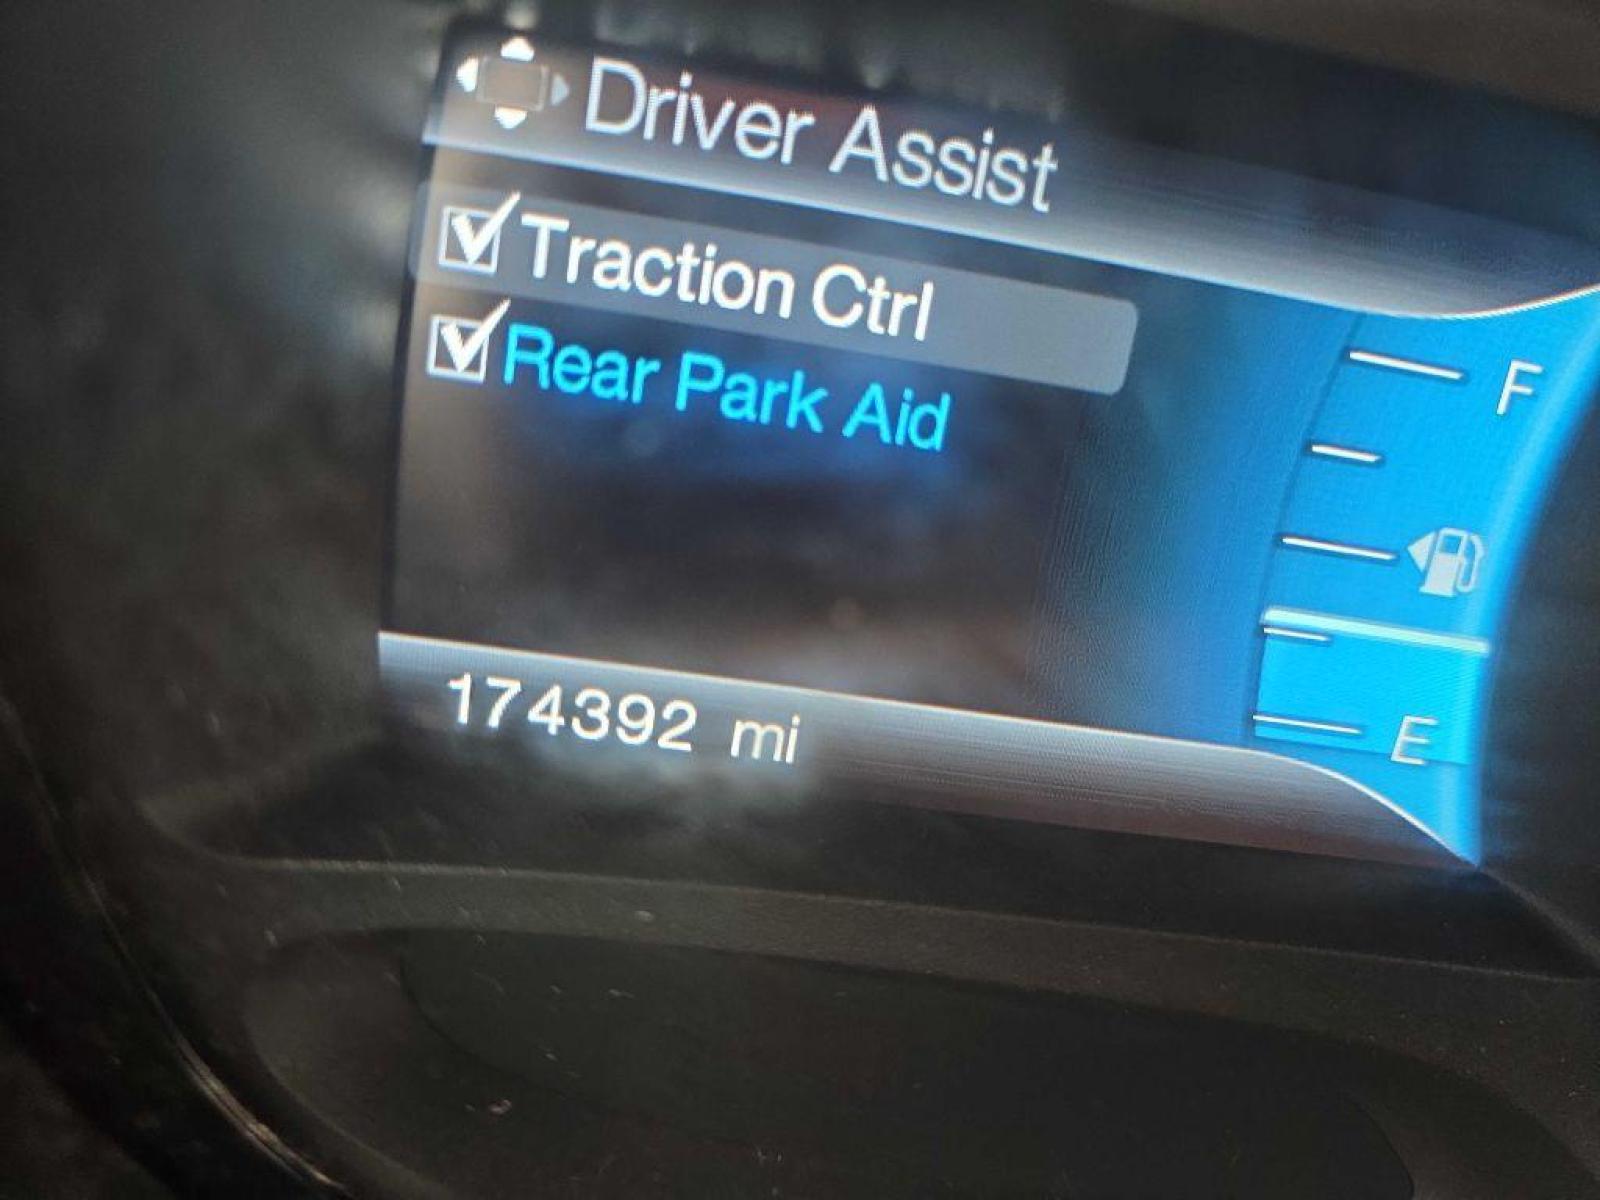 Driver Assist
Traction Ctrl
Rear Park Aid
F
E
174392 mi